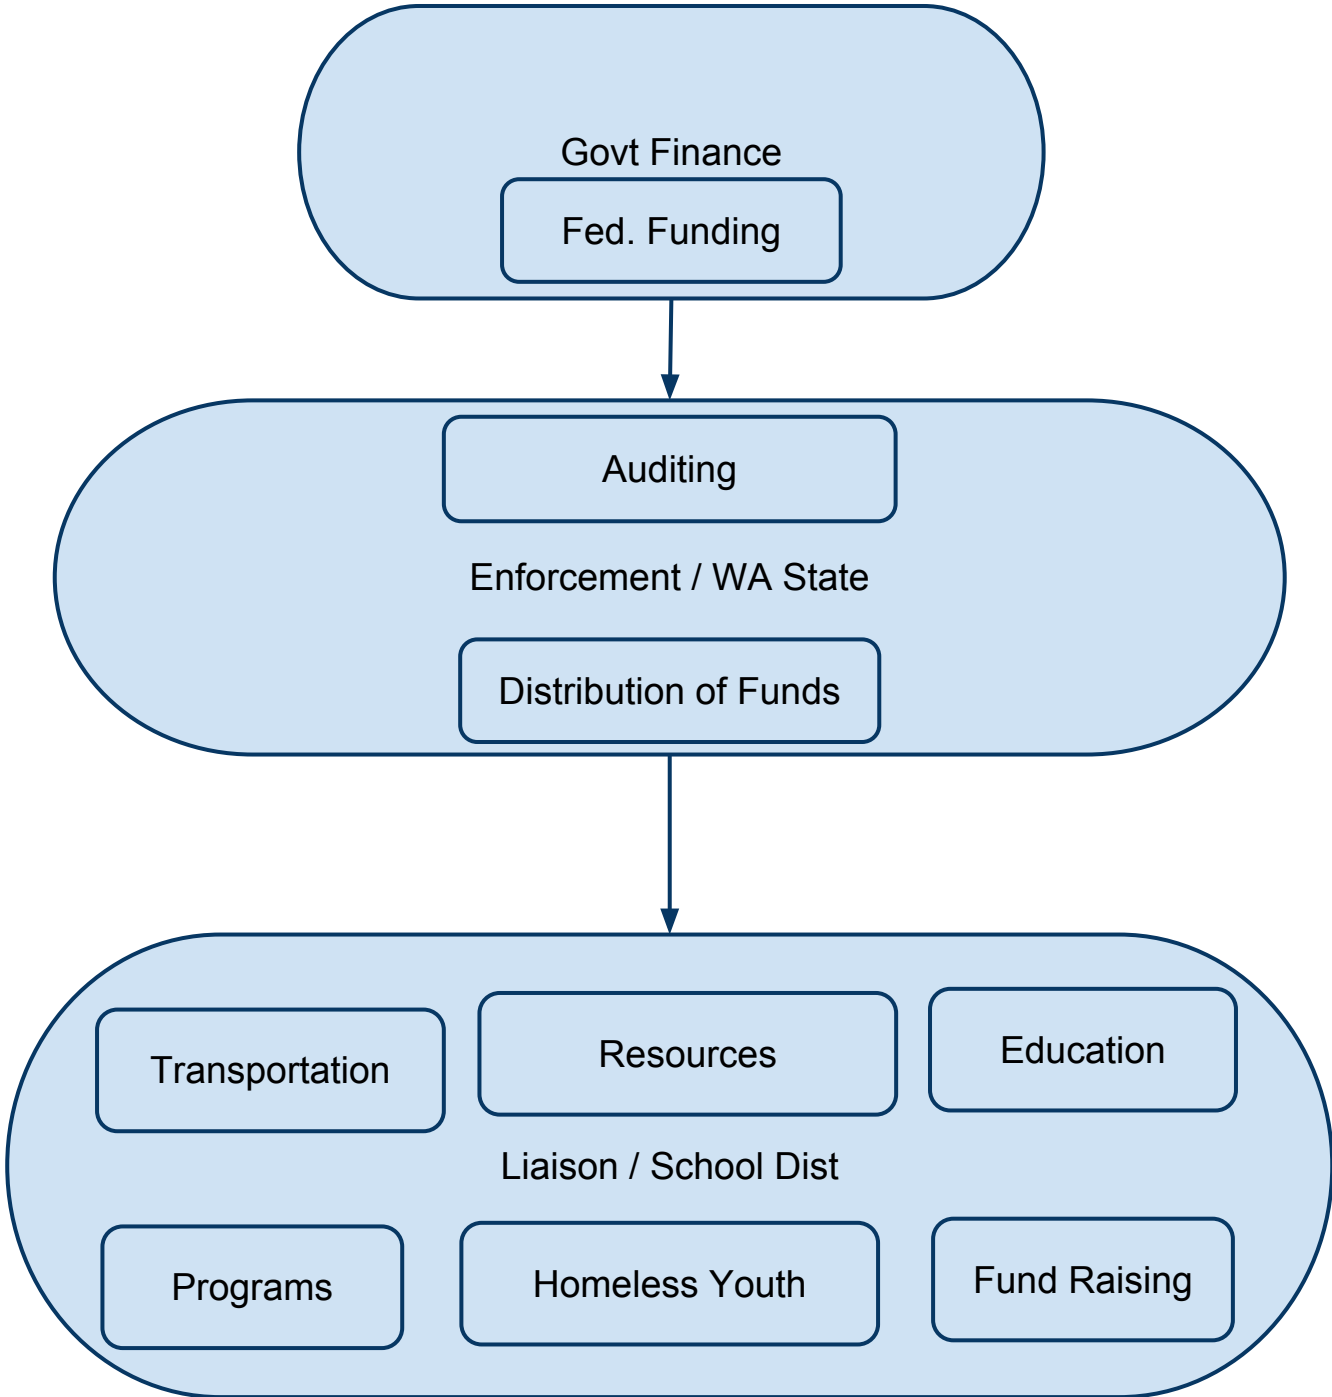 Govt Finance
Fed. Funding
Auditing
Enforcement / WA State
Distribution of Funds
Transportation
Resources
Education
Liaison / School Dist
Programs
Homeless Youth
Fund Raising